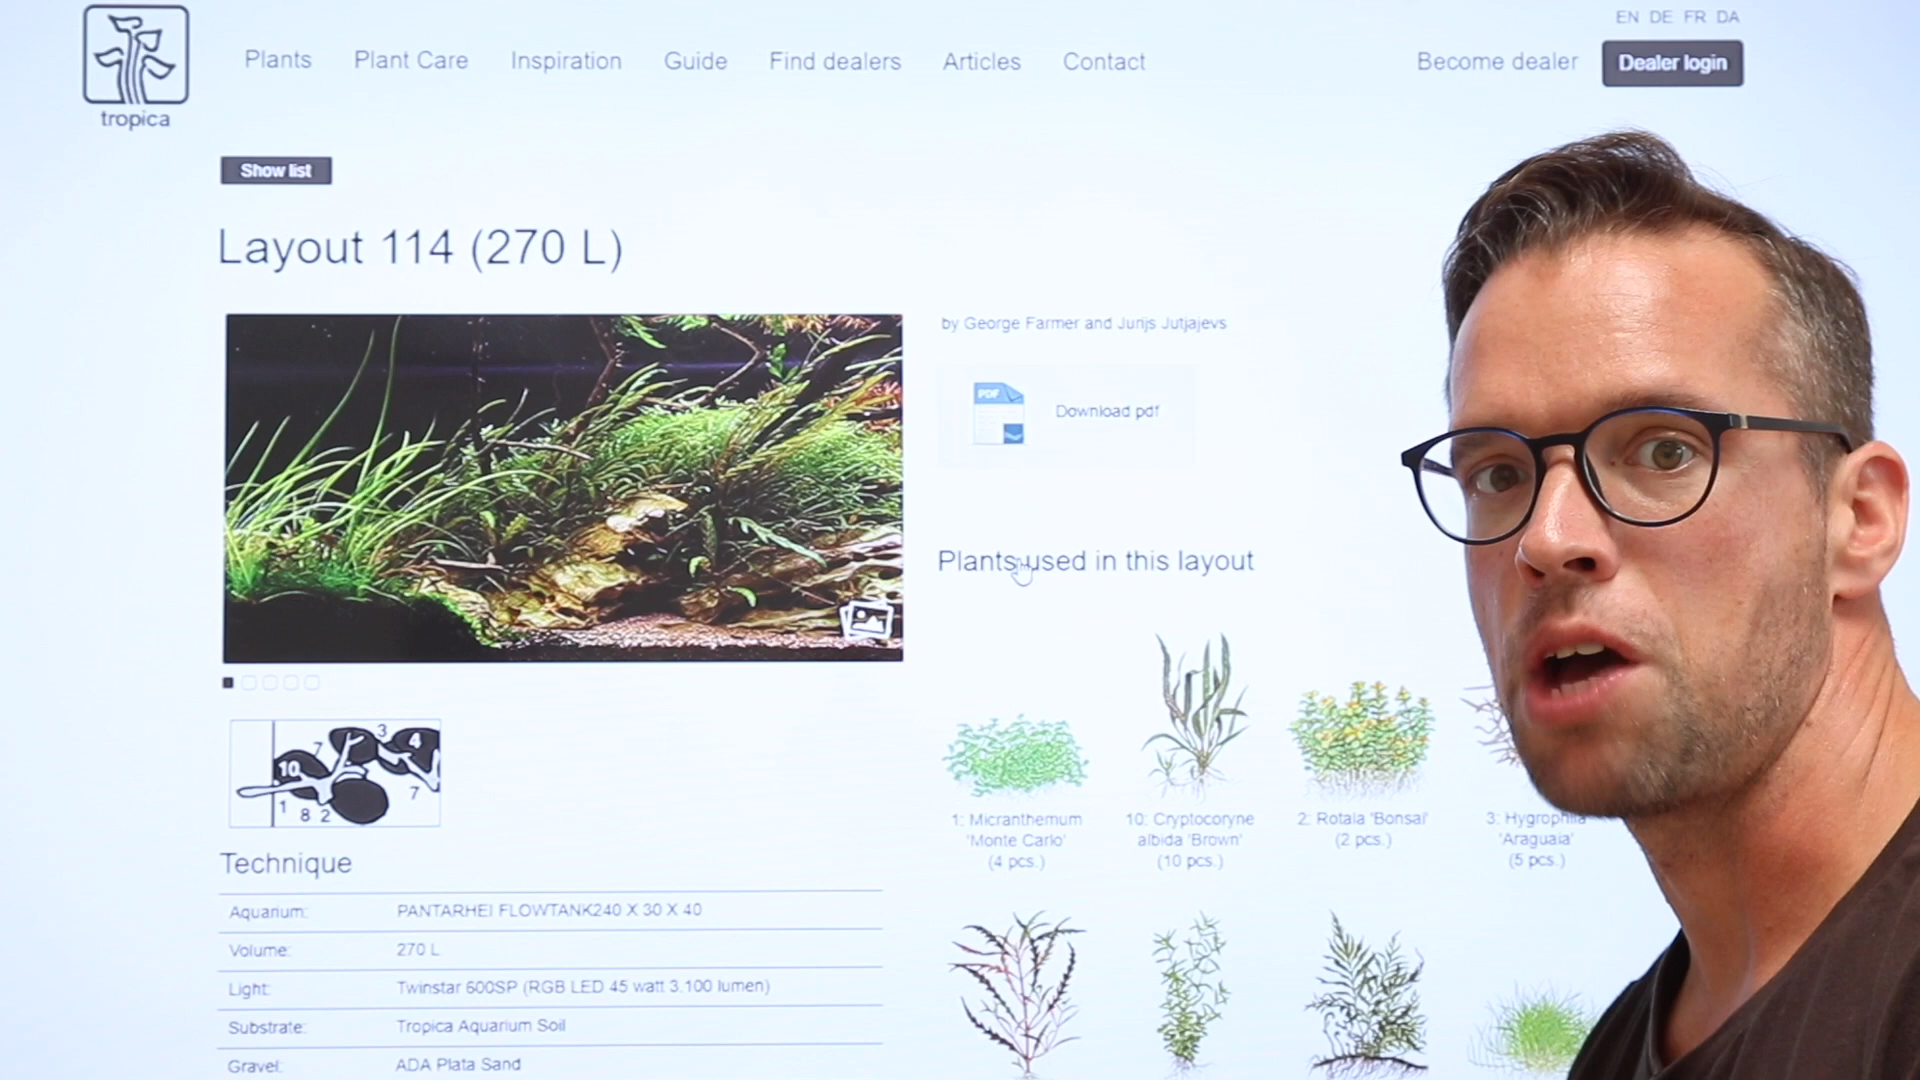 EN DE FR DA
Plants Plant Care Inspiration Guide Find dealers Articles Contact Become dealer Dealer login
tropica
Show list
Layout 114 (270 L)
by George Farmer and Jurijs Jutjajevs
PDF
Download pdf
Plants used in this layout
3
7 4
10
7
1 8 2
1: Micranthemum 'Monte Carlo' (4 pcs.)
10: Cryptocoryne albida 'Brown' (10 pcs.)
2: Rotala 'Bonsai' (2 pcs.)
3: Hygrophila 'Araguaia' (5 pcs.)
Technique
Aquarium: PANTARHEI FLOWTANK240 X 30 X 40
Volume: 270 L
Light: Twinstar 600SP (RGB LED 45 watt 3.100 lumen)
Substrate: Tropica Aquarium Soil
Gravel: ADA Plata Sand